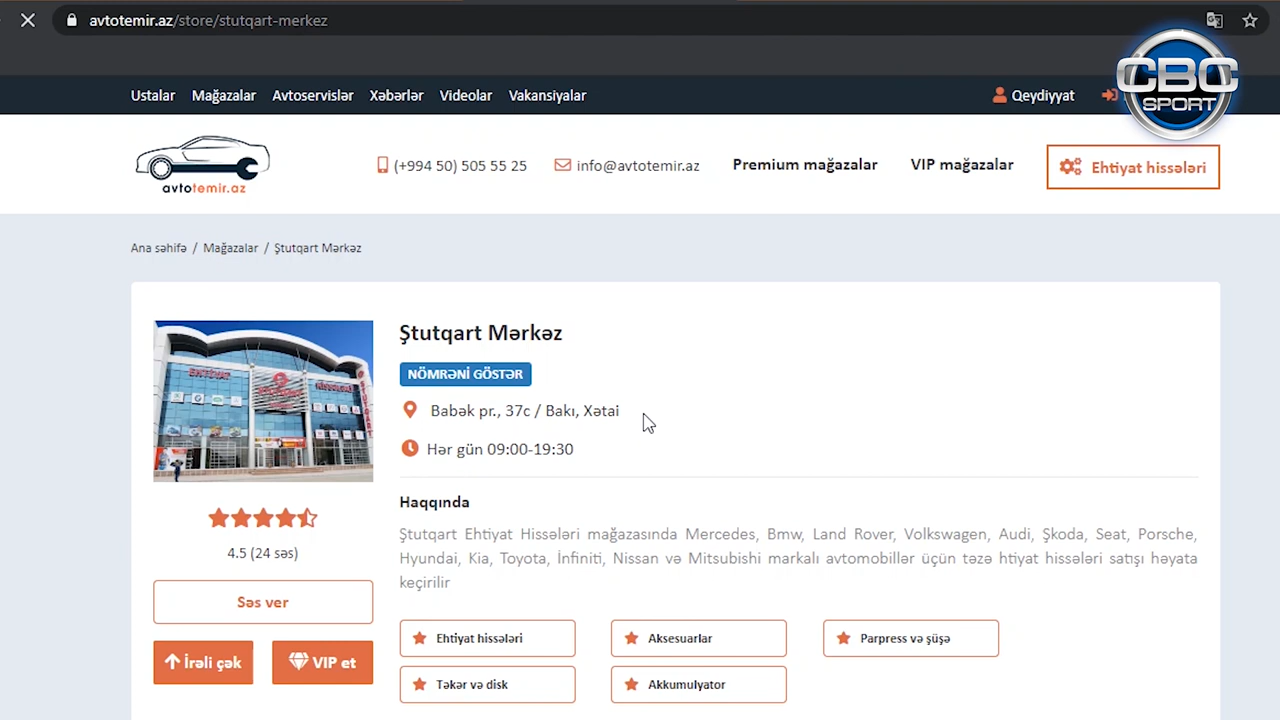 avtotemir.az/store/stutqart-merkez
CBC
SPORT
Ustalar Mağazalar Avtoservislər Xəbərlər Videolar Vakansiyalar Qeydiyyat
avtotemir.az
(+994 50) 505 55 25 info@avtotemir.az Premium mağazalar VIP mağazalar Ehtiyat hissələri
Ana səhifə / Mağazalar / Ştutqart Mərkəz
Ştutqart Mərkəz
NÖMRƏNİ GÖSTƏR
Babək pr., 37c / Bakı, Xətai
Hər gün 09:00-19:30
Haqqında
Ştutqart Ehtiyat Hissələri mağazasında Mercedes, Bmw, Land Rover, Volkswagen, Audi, Şkoda, Seat, Porsche,
Hyundai, Kia, Toyota, İnfiniti, Nissan və Mitsubishi markalı avtomobillər üçün təzə htiyat hissələri satışı həyata
keçirilir
4.5 (24 səs)
Səs ver
İrəli çək VIP et
Ehtiyat hissələri Aksesuarlar Parpress və şüşə
Təkər və disk Akkumulyator